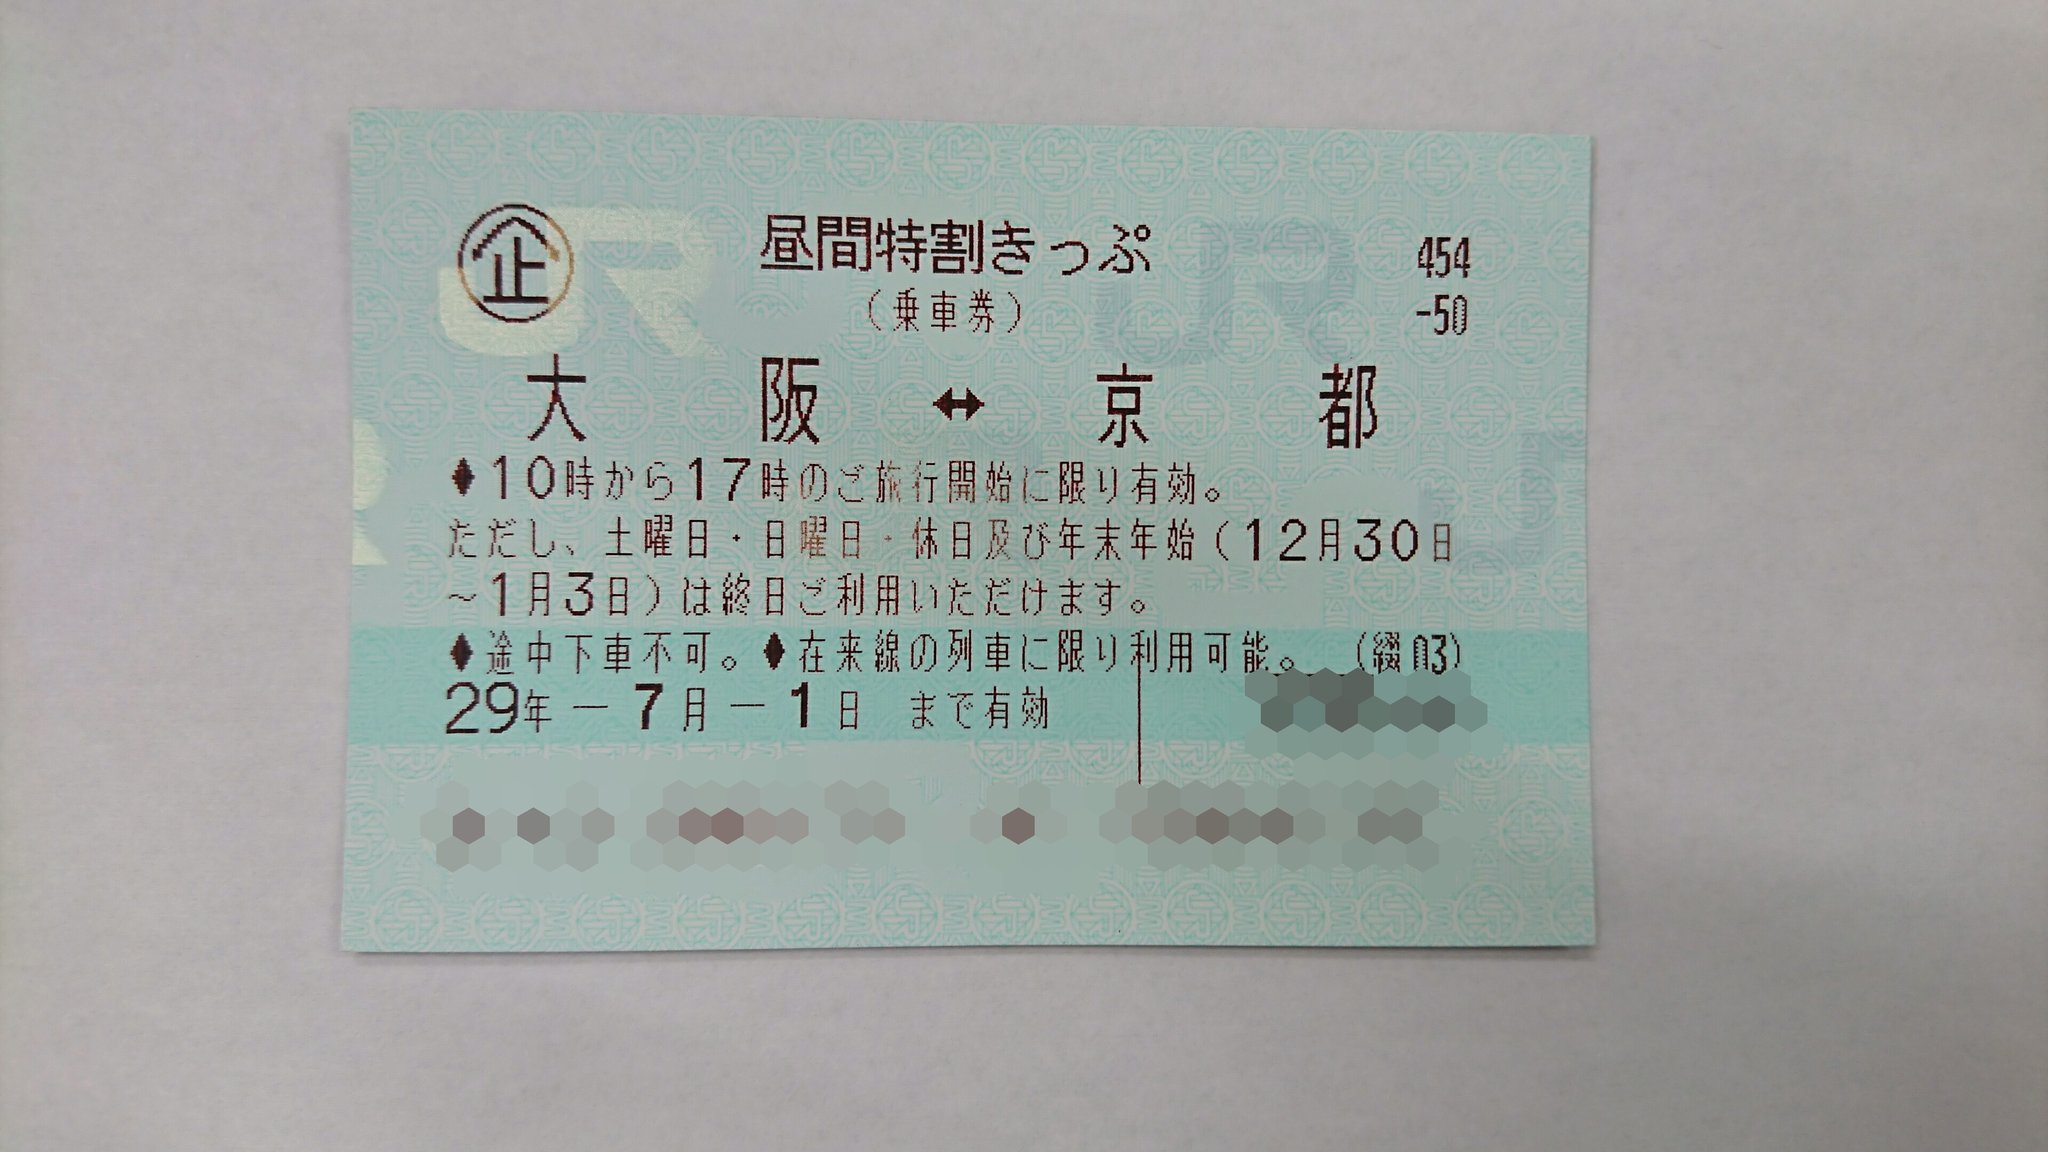 企 昼間特割きっぷ 454
(乗車券) -50
大阪↔京都
♦10時から17時のご旅行開始に限り有効。
ただし、土曜日・日曜日・休日及び年末年始(12月30日
～1月3日)は終日ご利用いただけます。
♦途中下車不可。♦在来線の列車に限り利用可能。 (綴03)
29年-7月-1日 まで有効